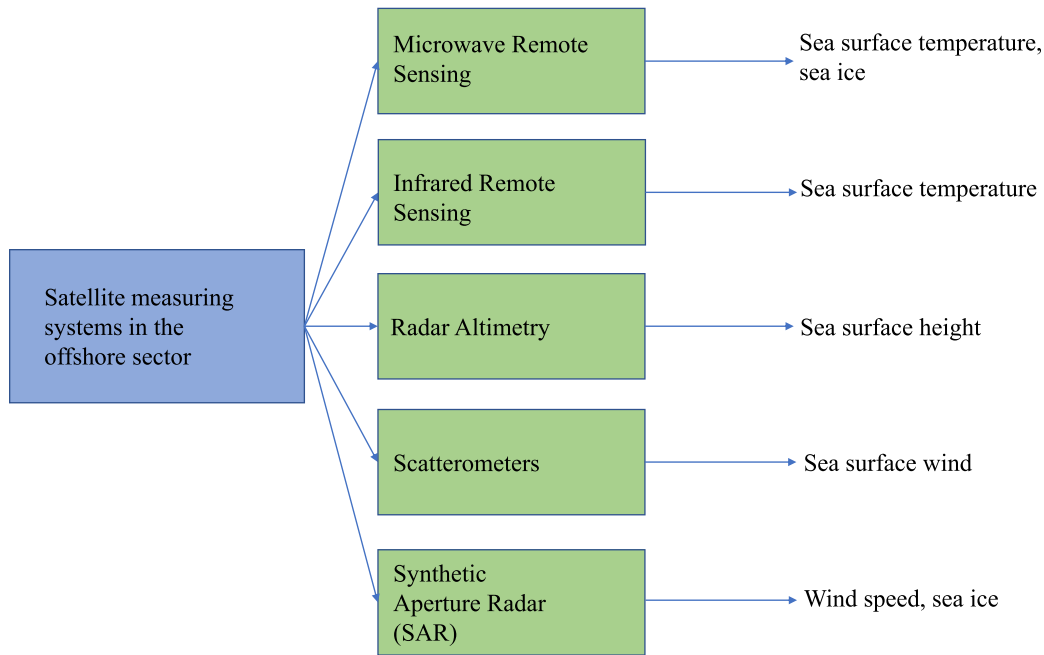 Satellite measuring
systems in the
offshore sector
Microwave Remote
Sensing
Sea surface temperature,
sea ice
Infrared Remote
Sensing
Sea surface temperature
Radar Altimetry
Sea surface height
Scatterometers
Sea surface wind
Synthetic
Aperture Radar
(SAR)
Wind speed, sea ice